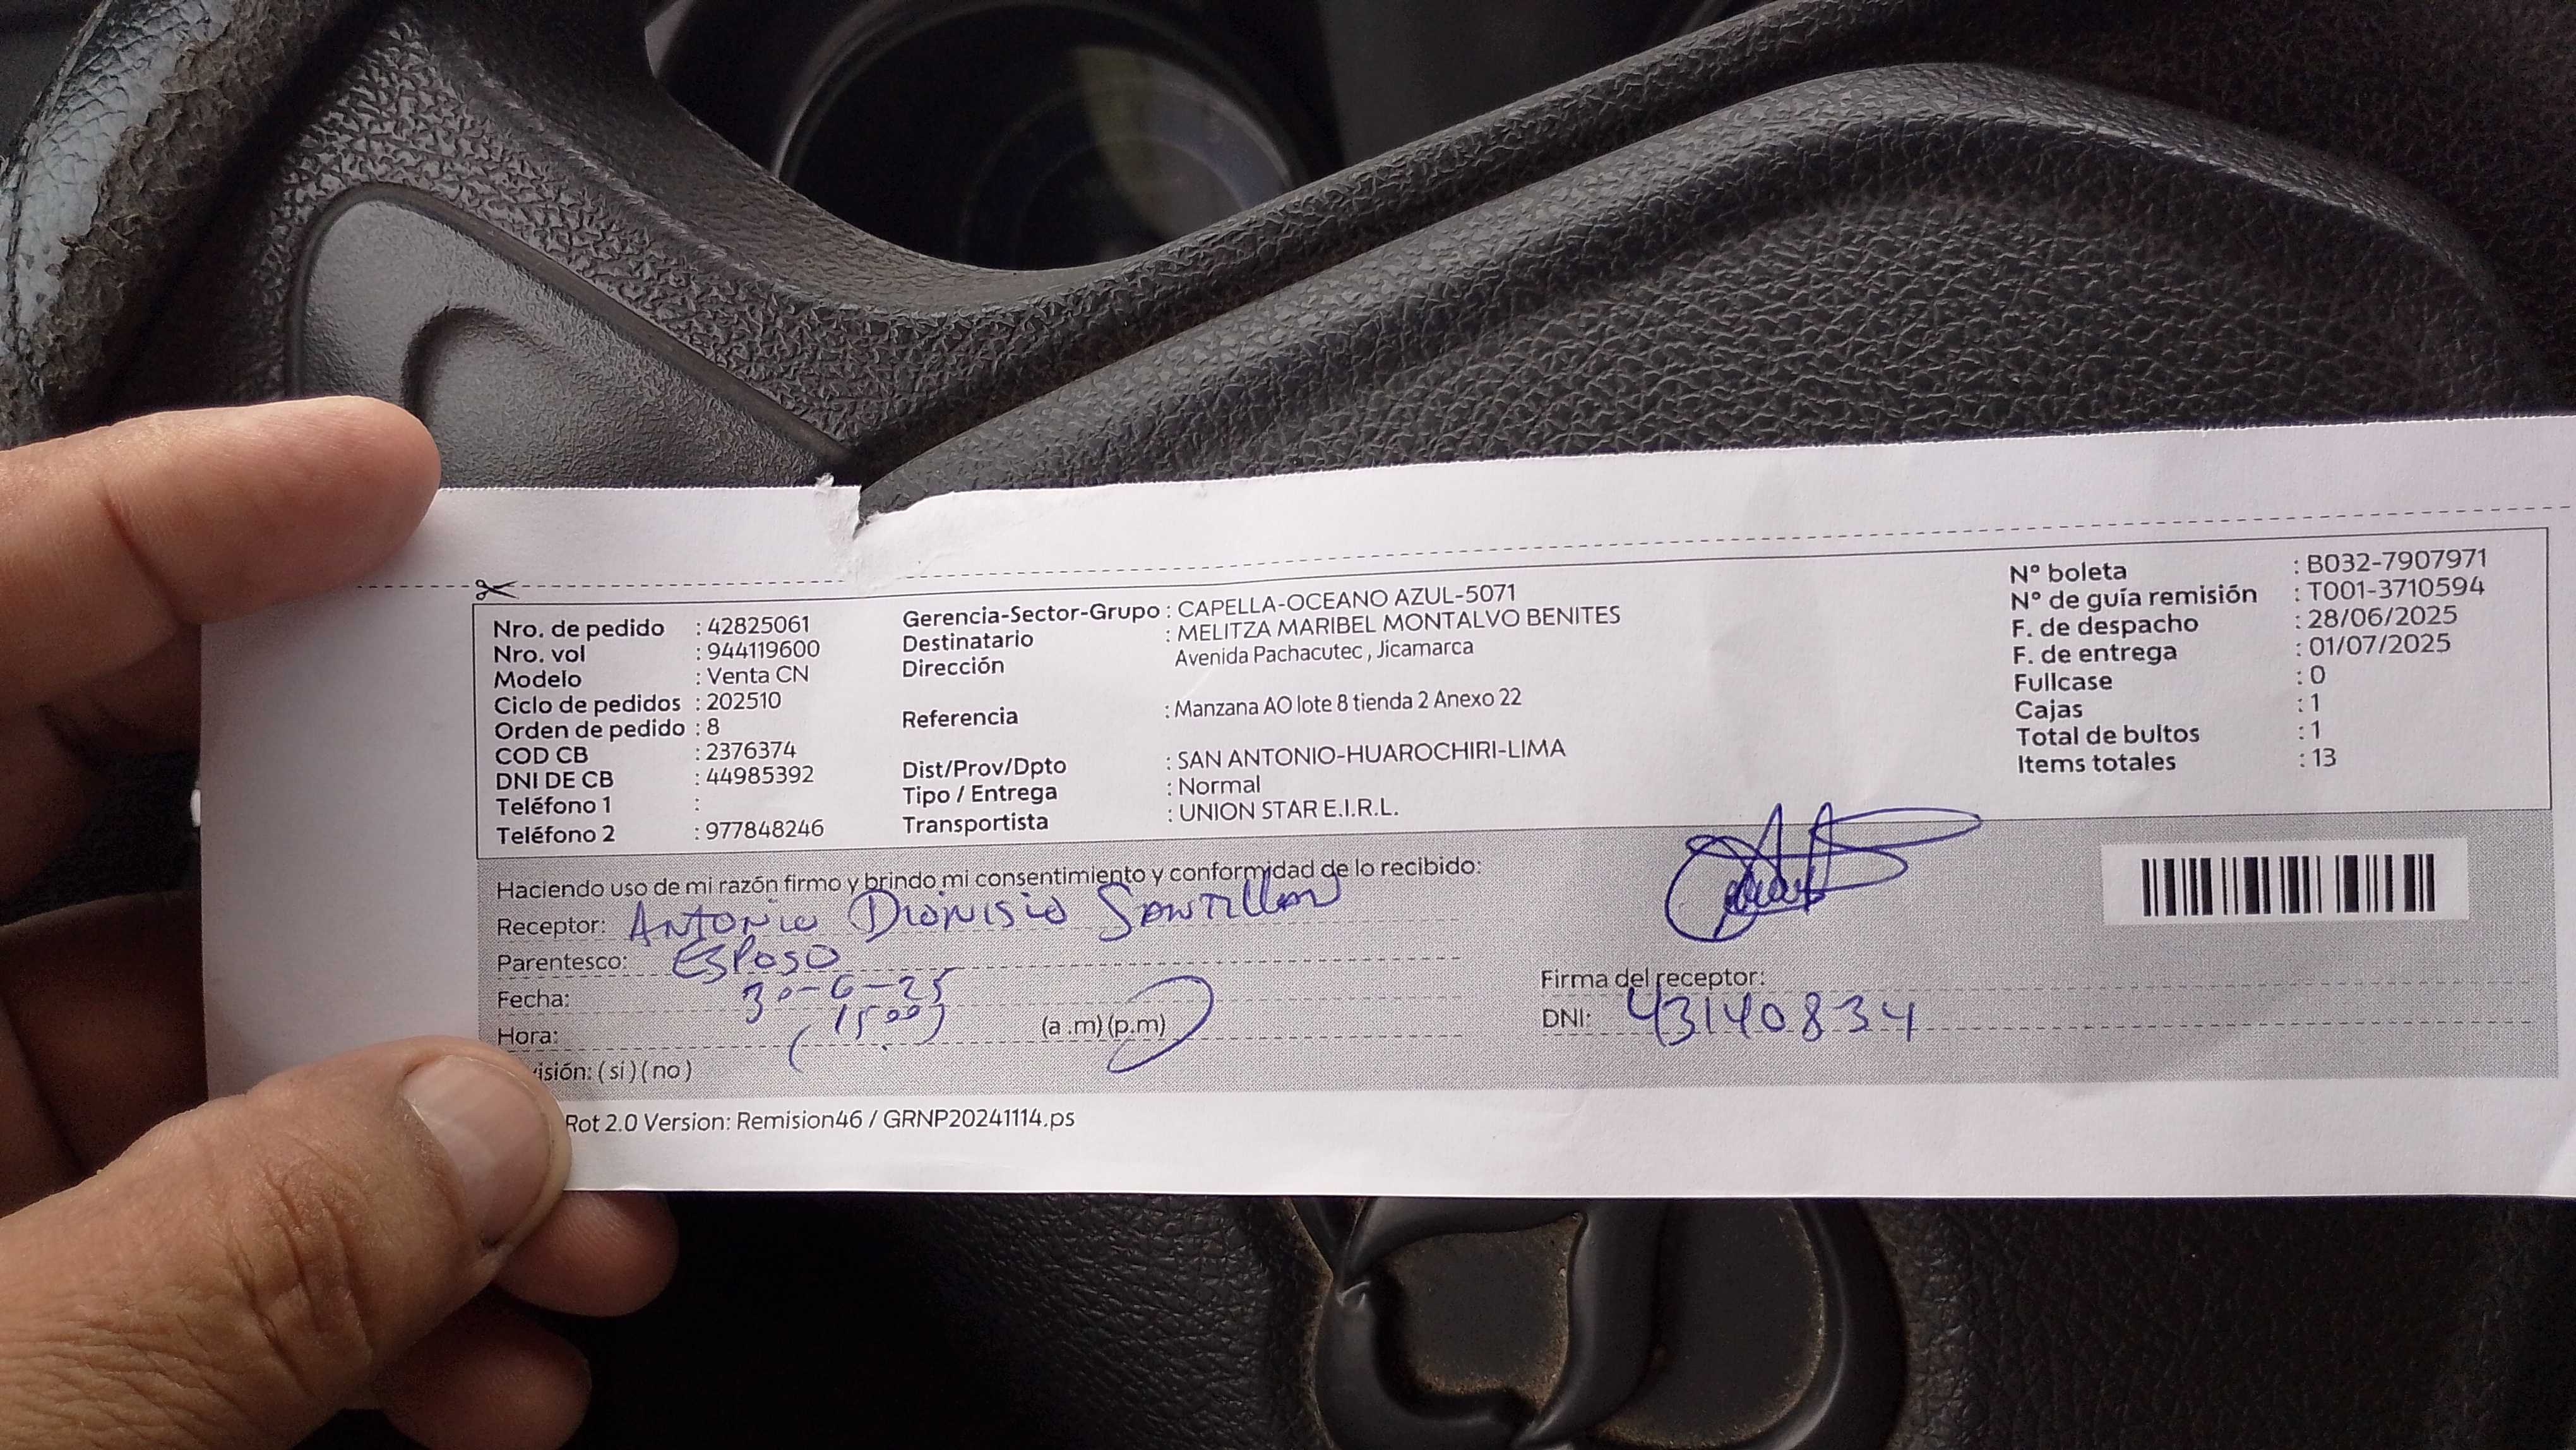 Nro. de pedido : 42825061
Nro. vol : 944119600
Modelo : Venta CN
Ciclo de pedidos : 202510
Orden de pedido : 8
COD CB : 2376374
DNI DE CB : 44985392
Teléfono 1 :
Teléfono 2 : 977848246
Gerencia-Sector-Grupo : CAPELLA-OCEANO AZUL-5071
Destinatario : MELITZA MARIBEL MONTALVO BENITES
Dirección Avenida Pachacutec , Jicamarca
Referencia : Manzana AO lote 8 tienda 2 Anexo 22
Dist/Prov/Dpto : SAN ANTONIO-HUAROCHIRI-LIMA
Tipo / Entrega : Normal
Transportista : UNION STAR E.I.R.L.
Nº boleta : B032-7907971
Nº de guía remisión : T001-3710594
F. de despacho : 28/06/2025
F. de entrega : 01/07/2025
Fullcase : 0
Cajas : 1
Total de bultos : 1
Items totales : 13
Haciendo uso de mi razón firmo y brindo mi consentimiento y conformidad de lo recibido:
Receptor: Antonio Dionisio Santillan
Parentesco: Esposo
Fecha: 30-6-25
Hora: (15:00) (a .m) (p.m)
isión: ( si ) ( no )
Firma del receptor:
DNI: 43140834
Rot 2.0 Version: Remision46 / GRNP20241114.ps